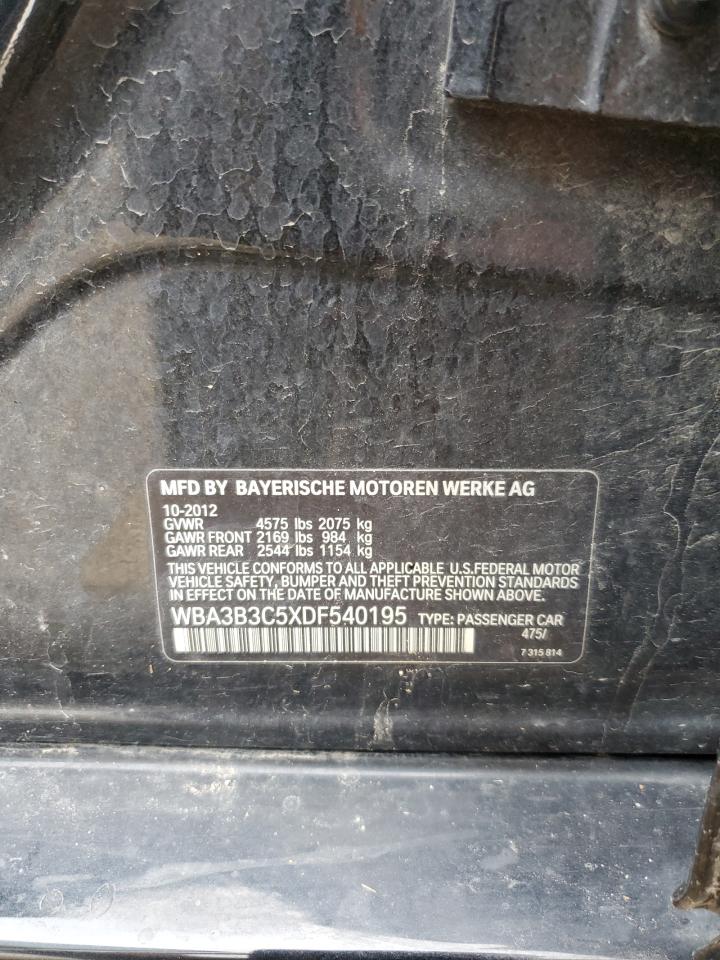 MFD BY BAYERISCHE MOTOREN WERKE AG
10-2012
GVWR 4575 lbs 2075 kg
GAWR FRONT 2169 lbs 984 kg
GAWR REAR 2544 lbs 1154 kg
THIS VEHICLE CONFORMS TO ALL APPLICABLE U.S.FEDERAL MOTOR
VEHICLE SAFETY, BUMPER AND THEFT PREVENTION STANDARDS
IN EFFECT ON THE DATE OF MANUFACTURE SHOWN ABOVE.
WBA3B3C5XDF540195 TYPE: PASSENGER CAR
475/
7 315 814